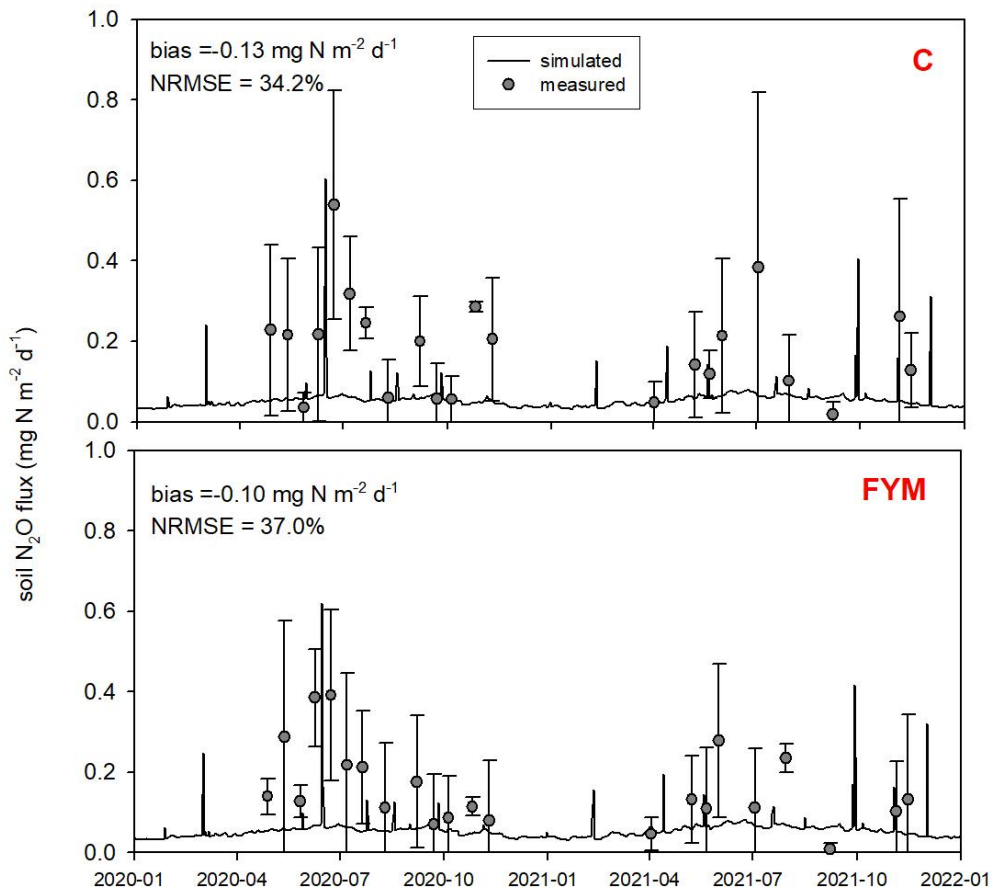 1.0
bias =-0.13 mg N m⁻² d⁻¹
NRMSE = 34.2%
simulated
measured
C
0.8
0.6
0.4
0.2
0.0
soil N₂O flux (mg N m⁻² d⁻¹)
1.0
bias =-0.10 mg N m⁻² d⁻¹
NRMSE = 37.0%
FYM
0.8
0.6
0.4
0.2
0.0
2020-01 2020-04 2020-07 2020-10 2021-01 2021-04 2021-07 2021-10 2022-01